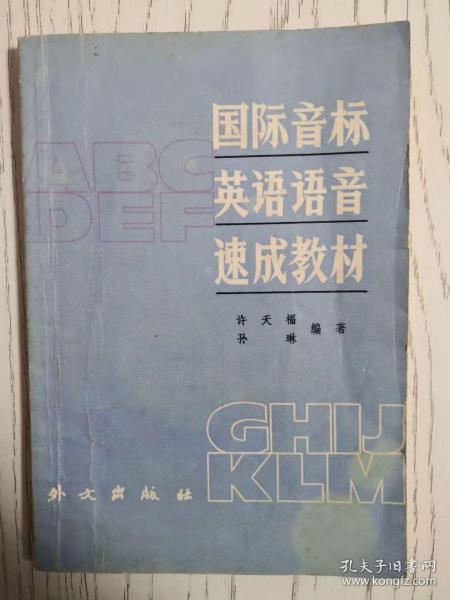 国际音标
英语语音
速成教材
ABC
DEF
许天福
孙琳
编著
GHIJ
KLM
外文出版社
孔夫子旧书网
kongfz.com